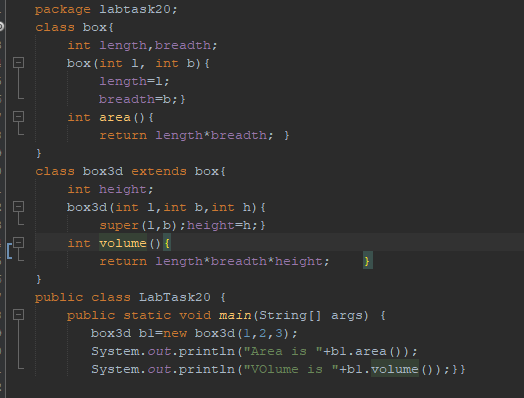 package labtask20;
class box{
int length,breadth;
box(int l, int b){
length=l;
breadth=b;}
int area(){
return length*breadth; }
}
class box3d extends box{
int height;
box3d(int l,int b,int h){
super(l,b);height=h;}
int volume(){
return length*breadth*height; }
}
public class LabTask20 {
public static void main(String[] args) {
box3d bl=new box3d(1,2,3);
System.out.println("Area is "+bl.area());
System.out.println("VOlume is "+bl.volume());}}